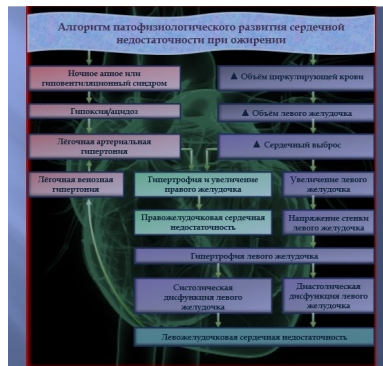 Алгоритм патофизиологического развития сердечной
недостаточности при ожирении
Ночное апное или
гиповентиляционный синдром
▲ Объём циркулирующей крови
Гипоксия/ацидоз
▲ Объём левого желудочка
Лёгочная артериальная
гипертония
▲ Сердечный выброс
Лёгочная венозная
гипертония
Гипертрофия и увеличение
правого желудочка
Увеличение левого
желудочка
Правожелудочковая сердечная
недостаточность
Напряжение стенки
левого желудочка
Гипертрофия левого желудочка
Систолическая
дисфункция левого
желудочка
Диастолическая
дисфункция левого
желудочка
Левожелудочковая сердечная недостаточность